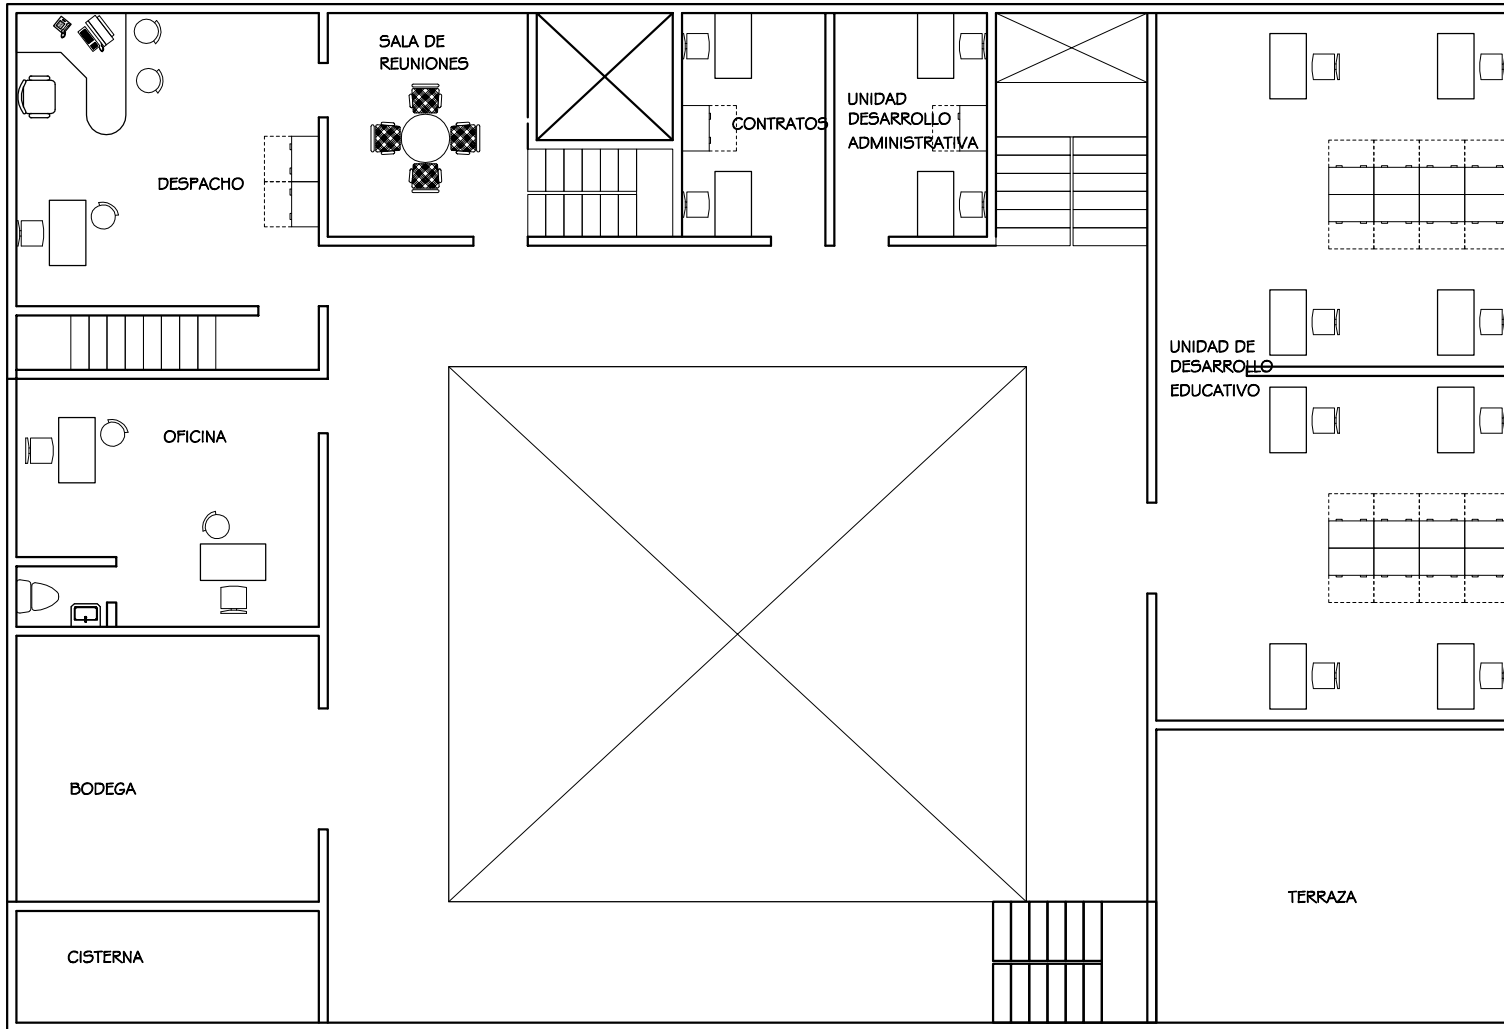 SALA DE
REUNIONES
DESPACHO
CONTRATOS
UNIDAD
DESARROLLO
ADMINISTRATIVA
UNIDAD DE
DESARROLLO
EDUCATIVO
OFICINA
BODEGA
CISTERNA
TERRAZA